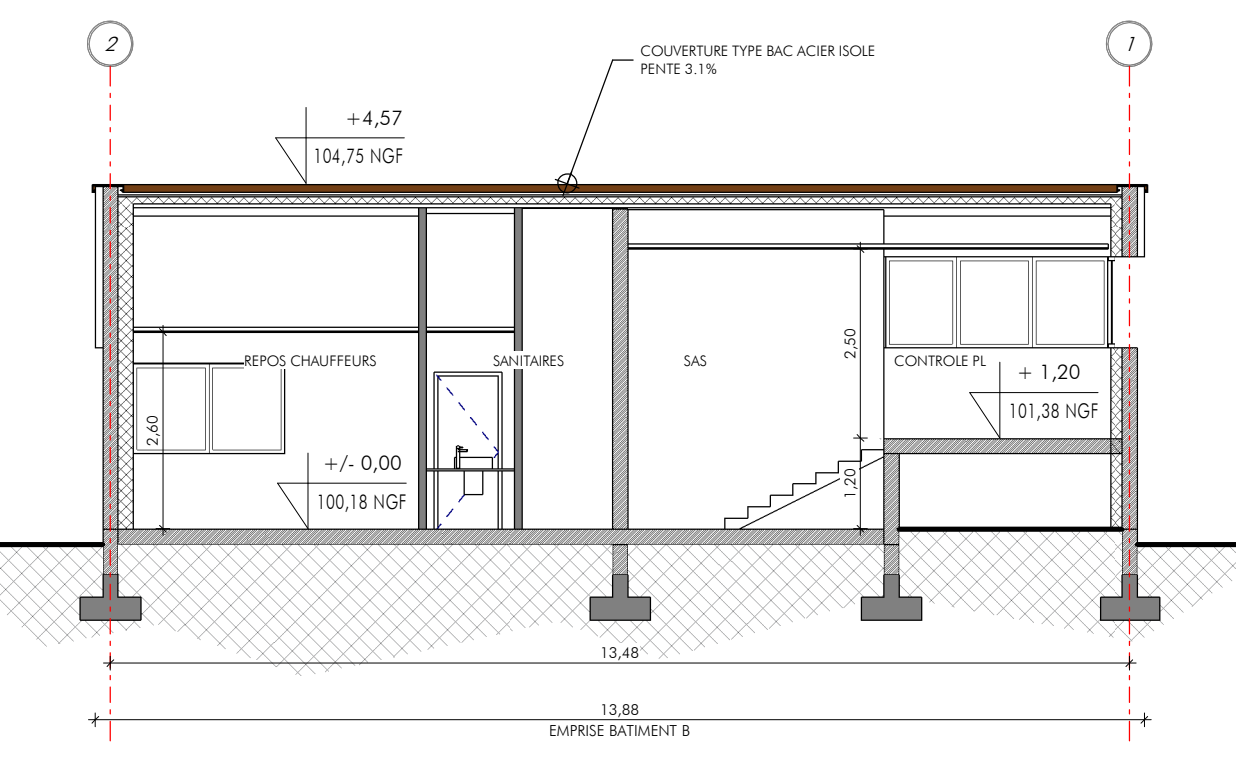 2
1
COUVERTURE TYPE BAC ACIER ISOLE
PENTE 3.1%
+4,57
104,75 NGF
REPOS CHAUFFEURS
SANITAIRES
SAS
CONTROLE PL
2,50
+ 1,20
101,38 NGF
2,60
+/- 0,00
100,18 NGF
1,20
13,48
13,88
EMPRISE BATIMENT B